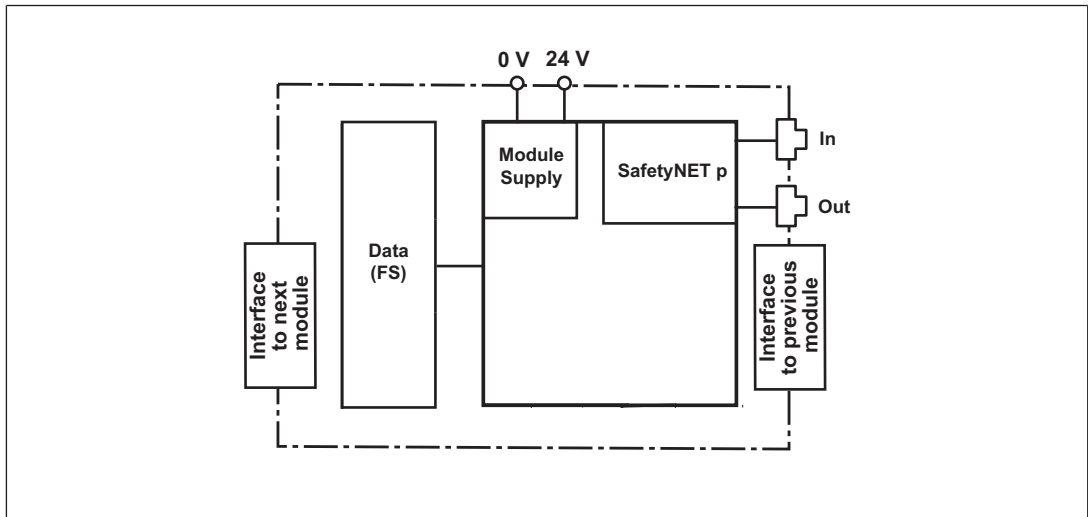 0 V 24 V
Module
Supply
SafetyNET p
In
Out
Data
(FS)
Interface
to next
module
Interface
to previous
module